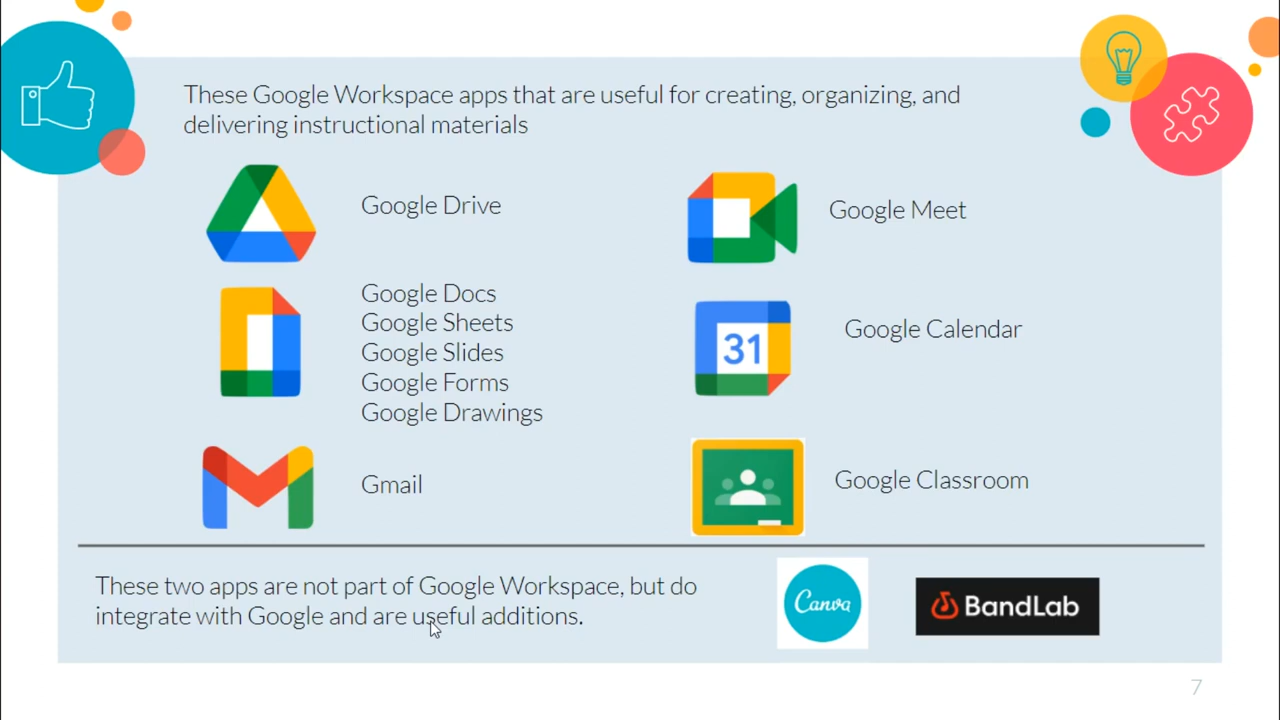 These Google Workspace apps that are useful for creating, organizing, and
delivering instructional materials
Google Drive
Google Meet
Google Docs
Google Sheets
Google Slides
Google Forms
Google Drawings
31
Google Calendar
Gmail
Google Classroom
These two apps are not part of Google Workspace, but do
integrate with Google and are useful additions.
Canva
BandLab
7